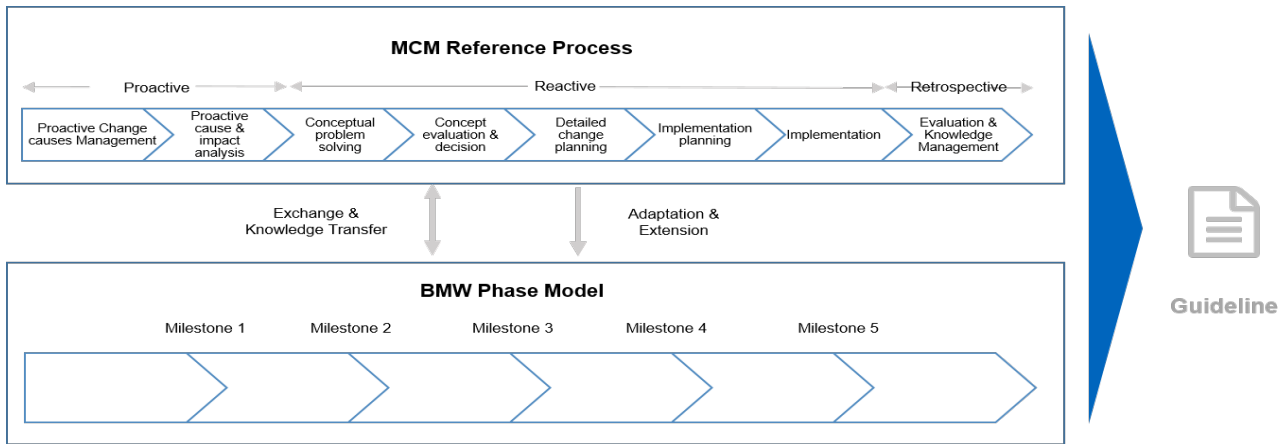 MCM Reference Process
Proactive
Reactive
Retrospective
Proactive Change
causes Management
Proactive
cause &
impact
analysis
Conceptual
problem
solving
Concept
evaluation &
decision
Detailed
change
planning
Implementation
planning
Implementation
Evaluation &
Knowledge
Management
Exchange &
Knowledge Transfer
Adaptation &
Extension
BMW Phase Model
Milestone 1
Milestone 2
Milestone 3
Milestone 4
Milestone 5
Guideline